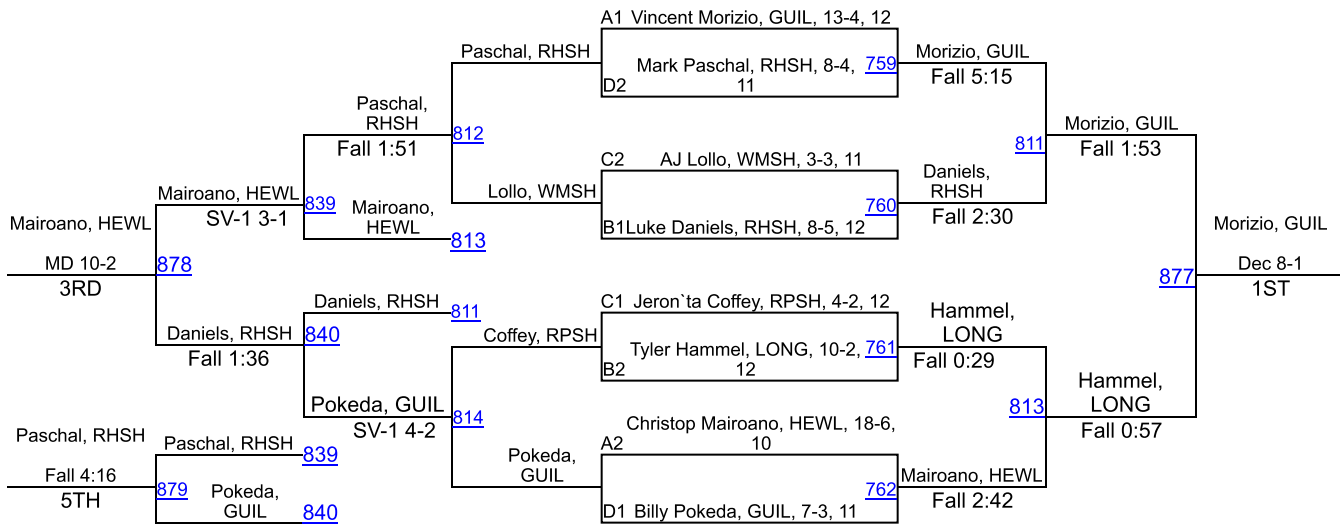 A1 Vincent Morizio, GUIL, 13-4, 12
Mark Paschal, RHSH, 8-4,
11
D2
759
Paschal, RHSH
Morizio, GUIL
Fall 5:15
Paschal,
RHSH
Fall 1:51
812
811
Morizio, GUIL
Fall 1:53
C2 AJ Lollo, WMSH, 3-3, 11
B1 Luke Daniels, RHSH, 8-5, 12
760
Lollo, WMSH
Daniels,
RHSH
Fall 2:30
Mairoano, HEWL
SV-1 3-1
839
Mairoano,
HEWL
813
Mairoano, HEWL
MD 10-2
3RD
878
Morizio, GUIL
Dec 8-1
1ST
877
Daniels, RHSH
811
Daniels, RHSH
Fall 1:36
840
C1 Jeron`ta Coffey, RPSH, 4-2, 12
Tyler Hammel, LONG, 10-2,
12
B2
761
Coffey, RPSH
Hammel,
LONG
Fall 0:29
Pokeda, GUIL
SV-1 4-2
814
813
Hammel,
LONG
Fall 0:57
Christop Mairoano, HEWL, 18-6,
10
A2
D1 Billy Pokeda, GUIL, 7-3, 11
762
Pokeda,
GUIL
Mairoano, HEWL
Fall 2:42
Paschal, RHSH
Fall 4:16
5TH
879
Paschal, RHSH
839
Pokeda,
GUIL
840